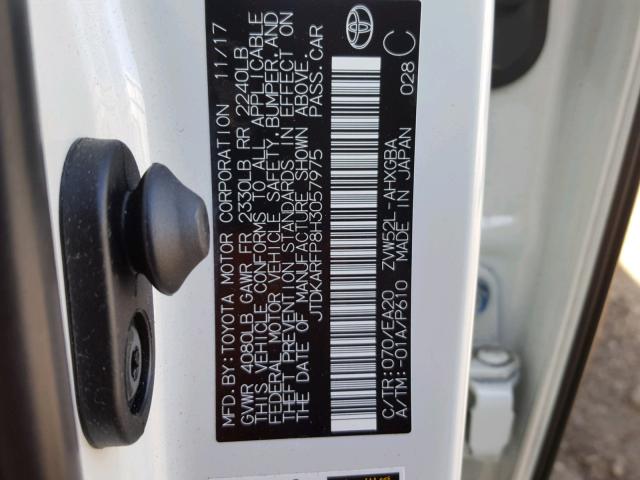 MFD. BY: TOYOTA MOTOR CORPORATION 11/17
GVWR 4080LB GAWR FR 2330LB RR 2240LB
THIS VEHICLE CONFORMS TO ALL APPLICABLE
FEDERAL MOTOR VEHICLE SAFETY, BUMPER, AND
THEFT PREVENTION STANDARDS IN EFFECT ON
THE DATE OF MANUFACTURE SHOWN ABOVE.
JTDKARFP8H3057975 PASS. CAR
C/TR: 070/EA20 ZVW52L-AHXGBA
A/TM: -01A/P610 MADE IN JAPAN 028 C